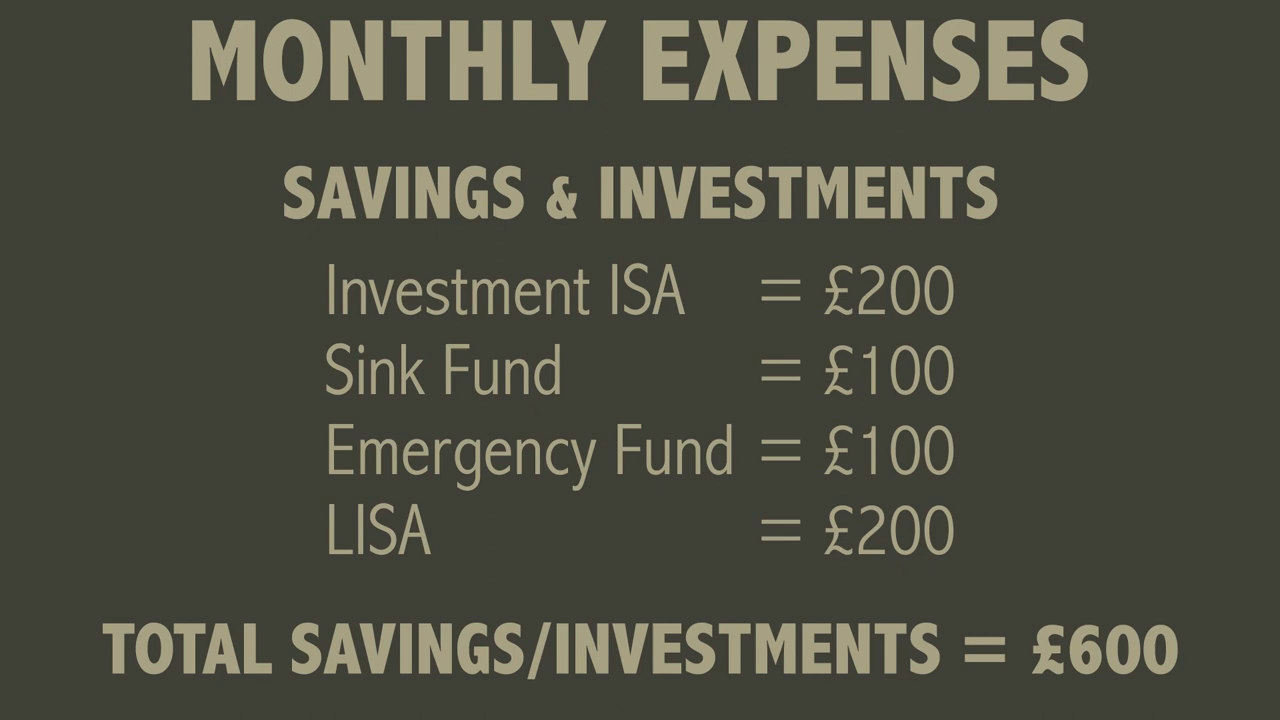 MONTHLY EXPENSES
SAVINGS & INVESTMENTS
Investment ISA = £200
Sink Fund = £100
Emergency Fund = £100
LISA = £200
TOTAL SAVINGS/INVESTMENTS = £600